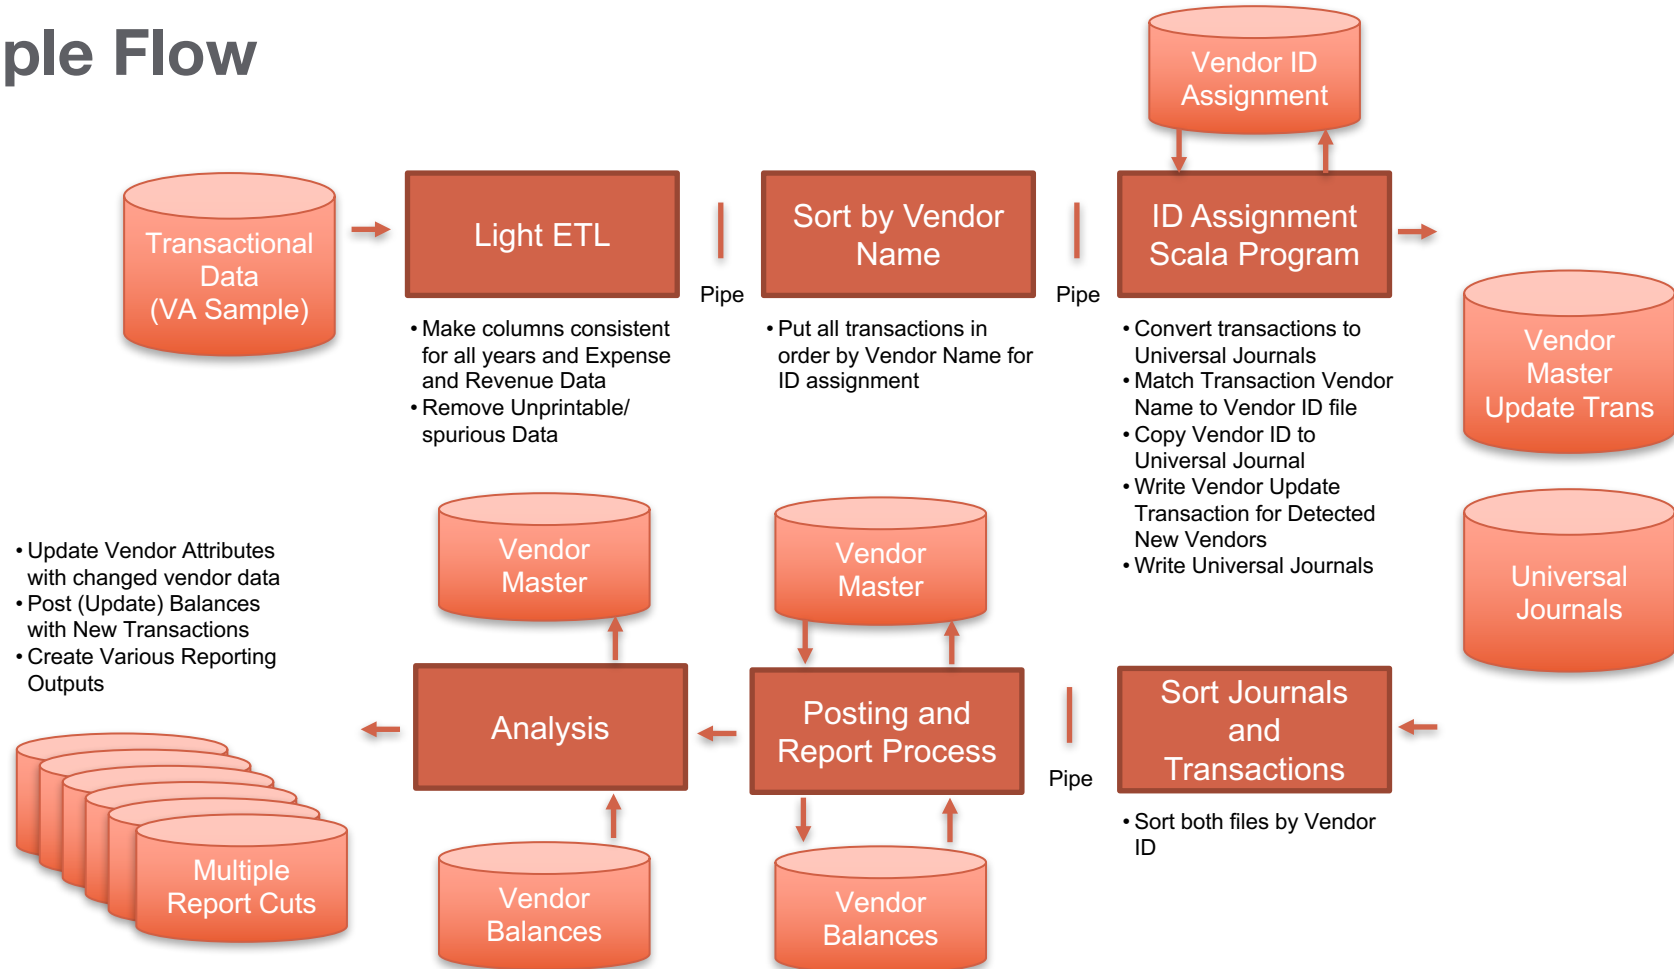 ple Flow
Vendor ID
Assignment
Transactional
Data
(VA Sample)
Light ETL
Pipe
Sort by Vendor
Name
Pipe
ID Assignment
Scala Program
• Make columns consistent
for all years and Expense
and Revenue Data
• Remove Unprintable/
spurious Data
• Put all transactions in
order by Vendor Name for
ID assignment
• Convert transactions to
Universal Journals
• Match Transaction Vendor
Name to Vendor ID file
• Copy Vendor ID to
Universal Journal
• Write Vendor Update
Transaction for Detected
New Vendors
• Write Universal Journals
Vendor
Master
Update Trans
Universal
Journals
• Update Vendor Attributes
with changed vendor data
• Post (Update) Balances
with New Transactions
• Create Various Reporting
Outputs
Vendor
Master
Vendor
Master
Analysis
Posting and
Report Process
Pipe
Sort Journals
and
Transactions
• Sort both files by Vendor
ID
Multiple
Report Cuts
Vendor
Balances
Vendor
Balances